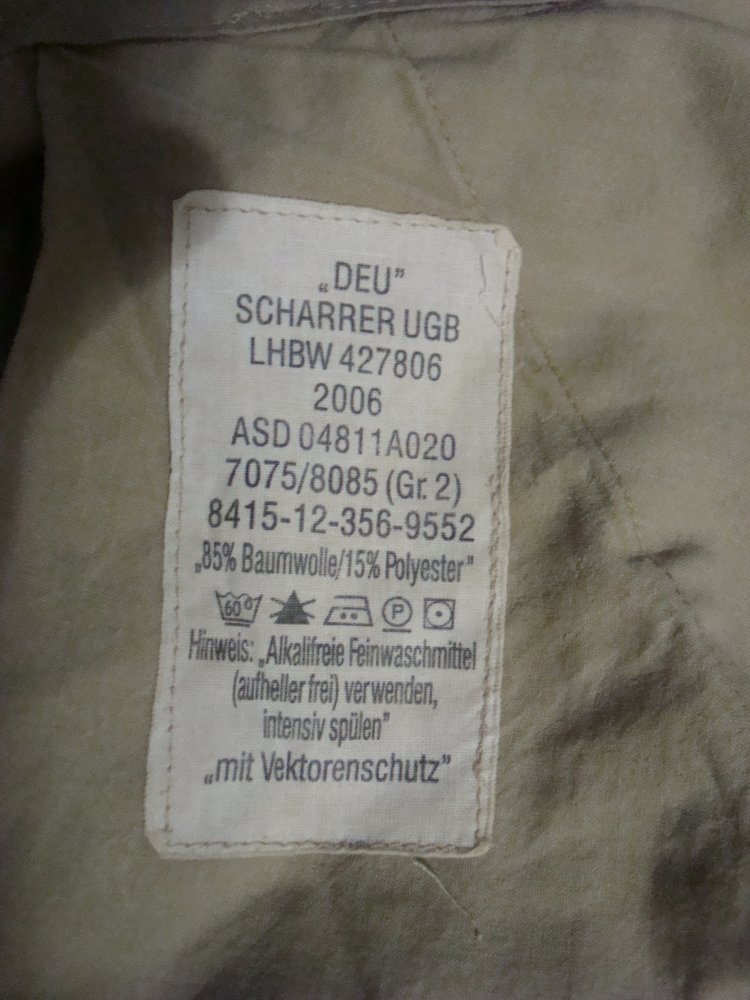 „DEU”
SCHARRER UGB
LHBW 427806
2006
ASD 04811A020
7075/8085 (Gr. 2)
8415-12-356-9552
„85% Baumwolle/15% Polyester”
60° P
Hinweis: „Alkalifreie Feinwaschmittel
(aufheller frei) verwenden,
intensiv spülen”
„mit Vektorenschutz”